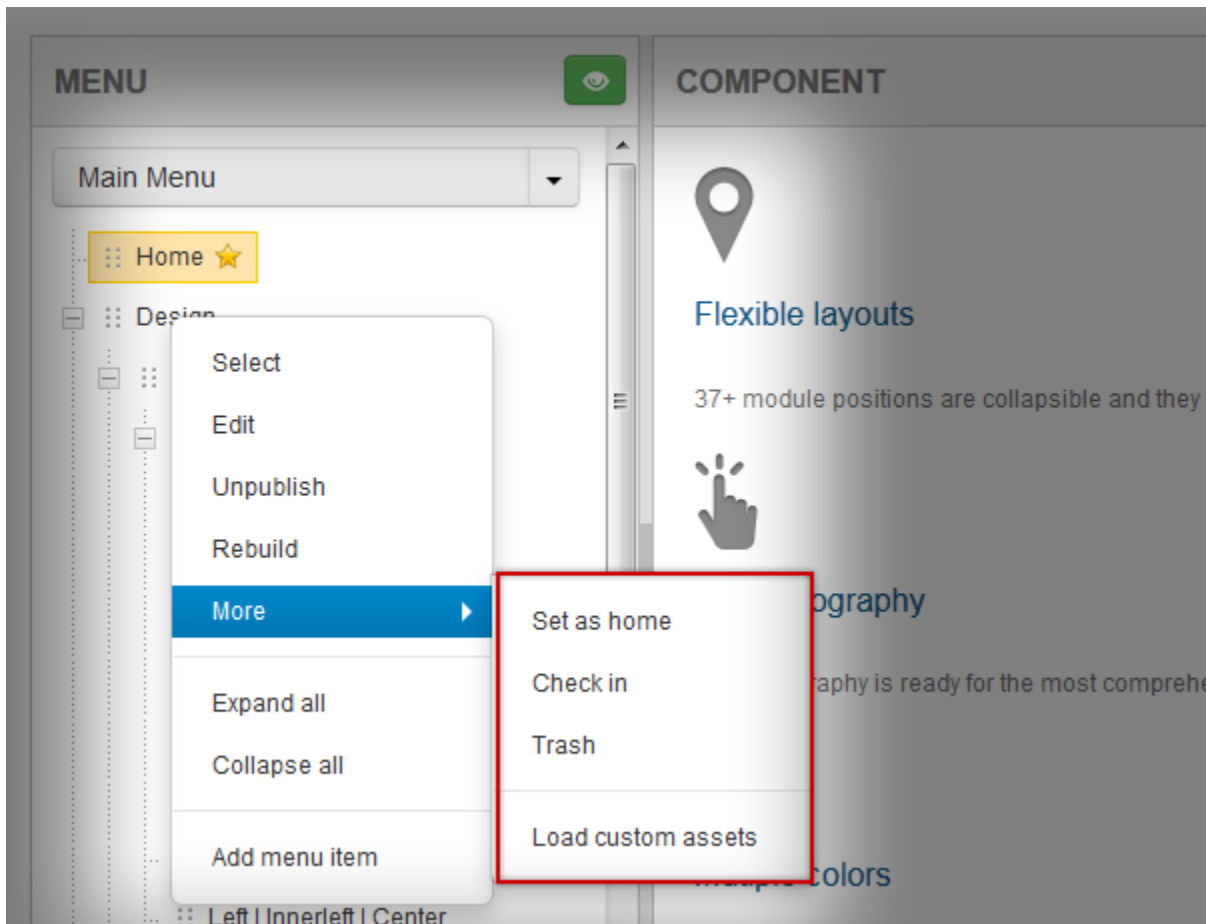 MENU
COMPONENT
Main Menu
Home
Design
Select
Edit
Unpublish
Rebuild
More
Expand all
Collapse all
Add menu item
Left | Innerleft | Center
Set as home
Check in
Trash
Load custom assets
Flexible layouts
37+ module positions are collapsible and they
ography
raphy is ready for the most comprehe
Multiple colors